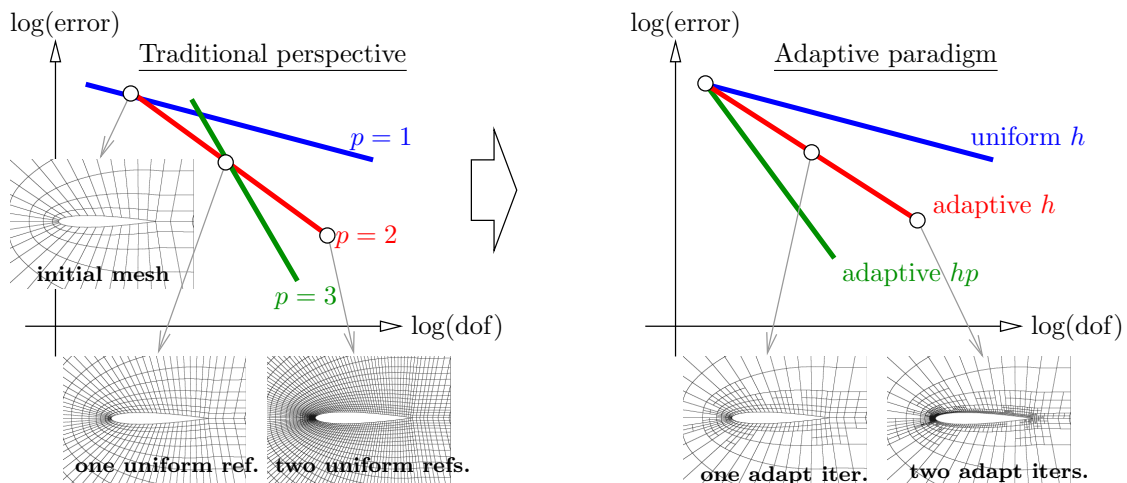 log(error)
Traditional perspective
p = 1
p = 2
p = 3
initial mesh
log(dof)
one uniform ref.
two uniform refs.
log(error)
Adaptive paradigm
uniform h
adaptive h
adaptive hp
log(dof)
one adapt iter.
two adapt iters.